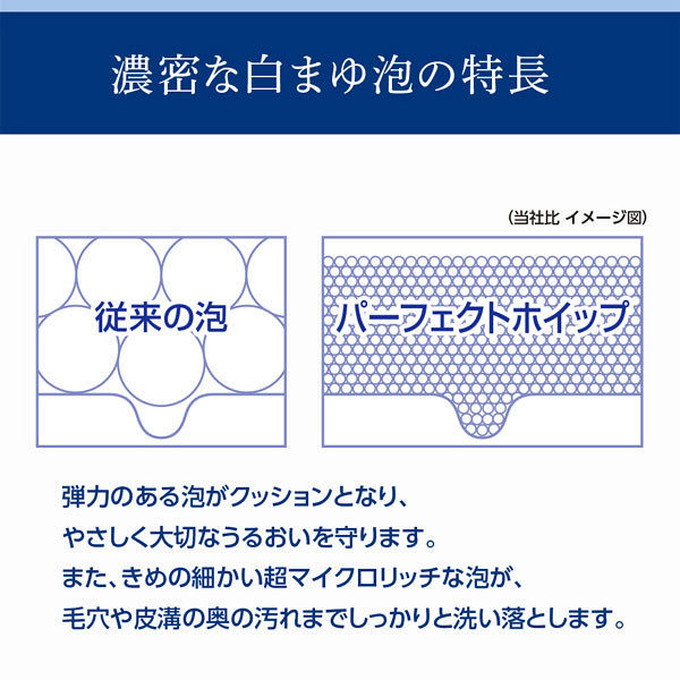 濃密な白まゆ泡の特長
（当社比 イメージ図）
従来の泡
パーフェクトホイップ
弾力のある泡がクッションとなり、
やさしく大切なうるおいを守ります。
また、きめの細かい超マイクロリッチな泡が、
毛穴や皮溝の奥の汚れまでしっかりと洗い落とします。